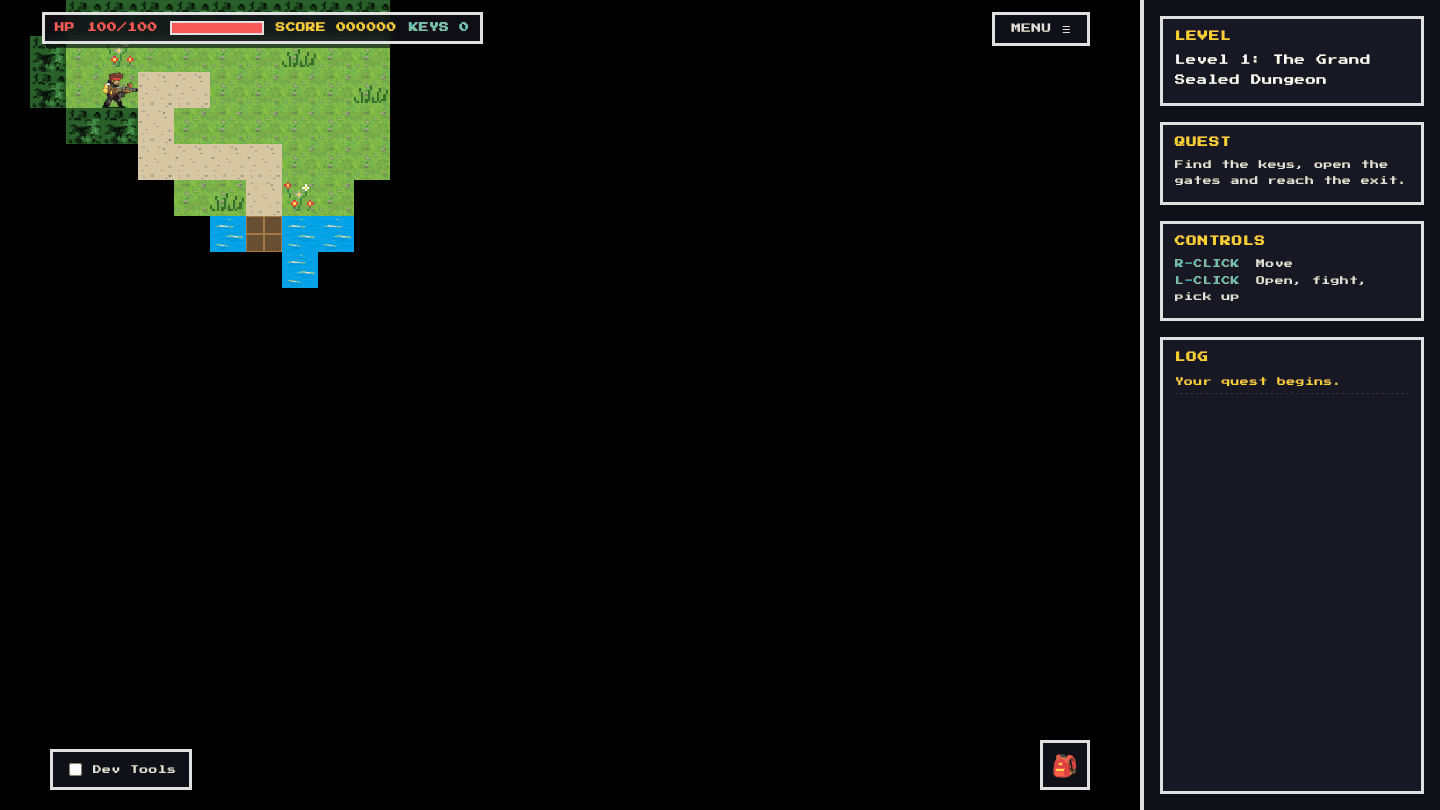 HP 100/100 SCORE 000000 KEYS 0
MENU ≡
LEVEL
Level 1: The Grand
Sealed Dungeon
QUEST
Find the keys, open the
gates and reach the exit.
CONTROLS
R-CLICK Move
L-CLICK Open, fight,
pick up
LOG
Your quest begins.
Dev Tools